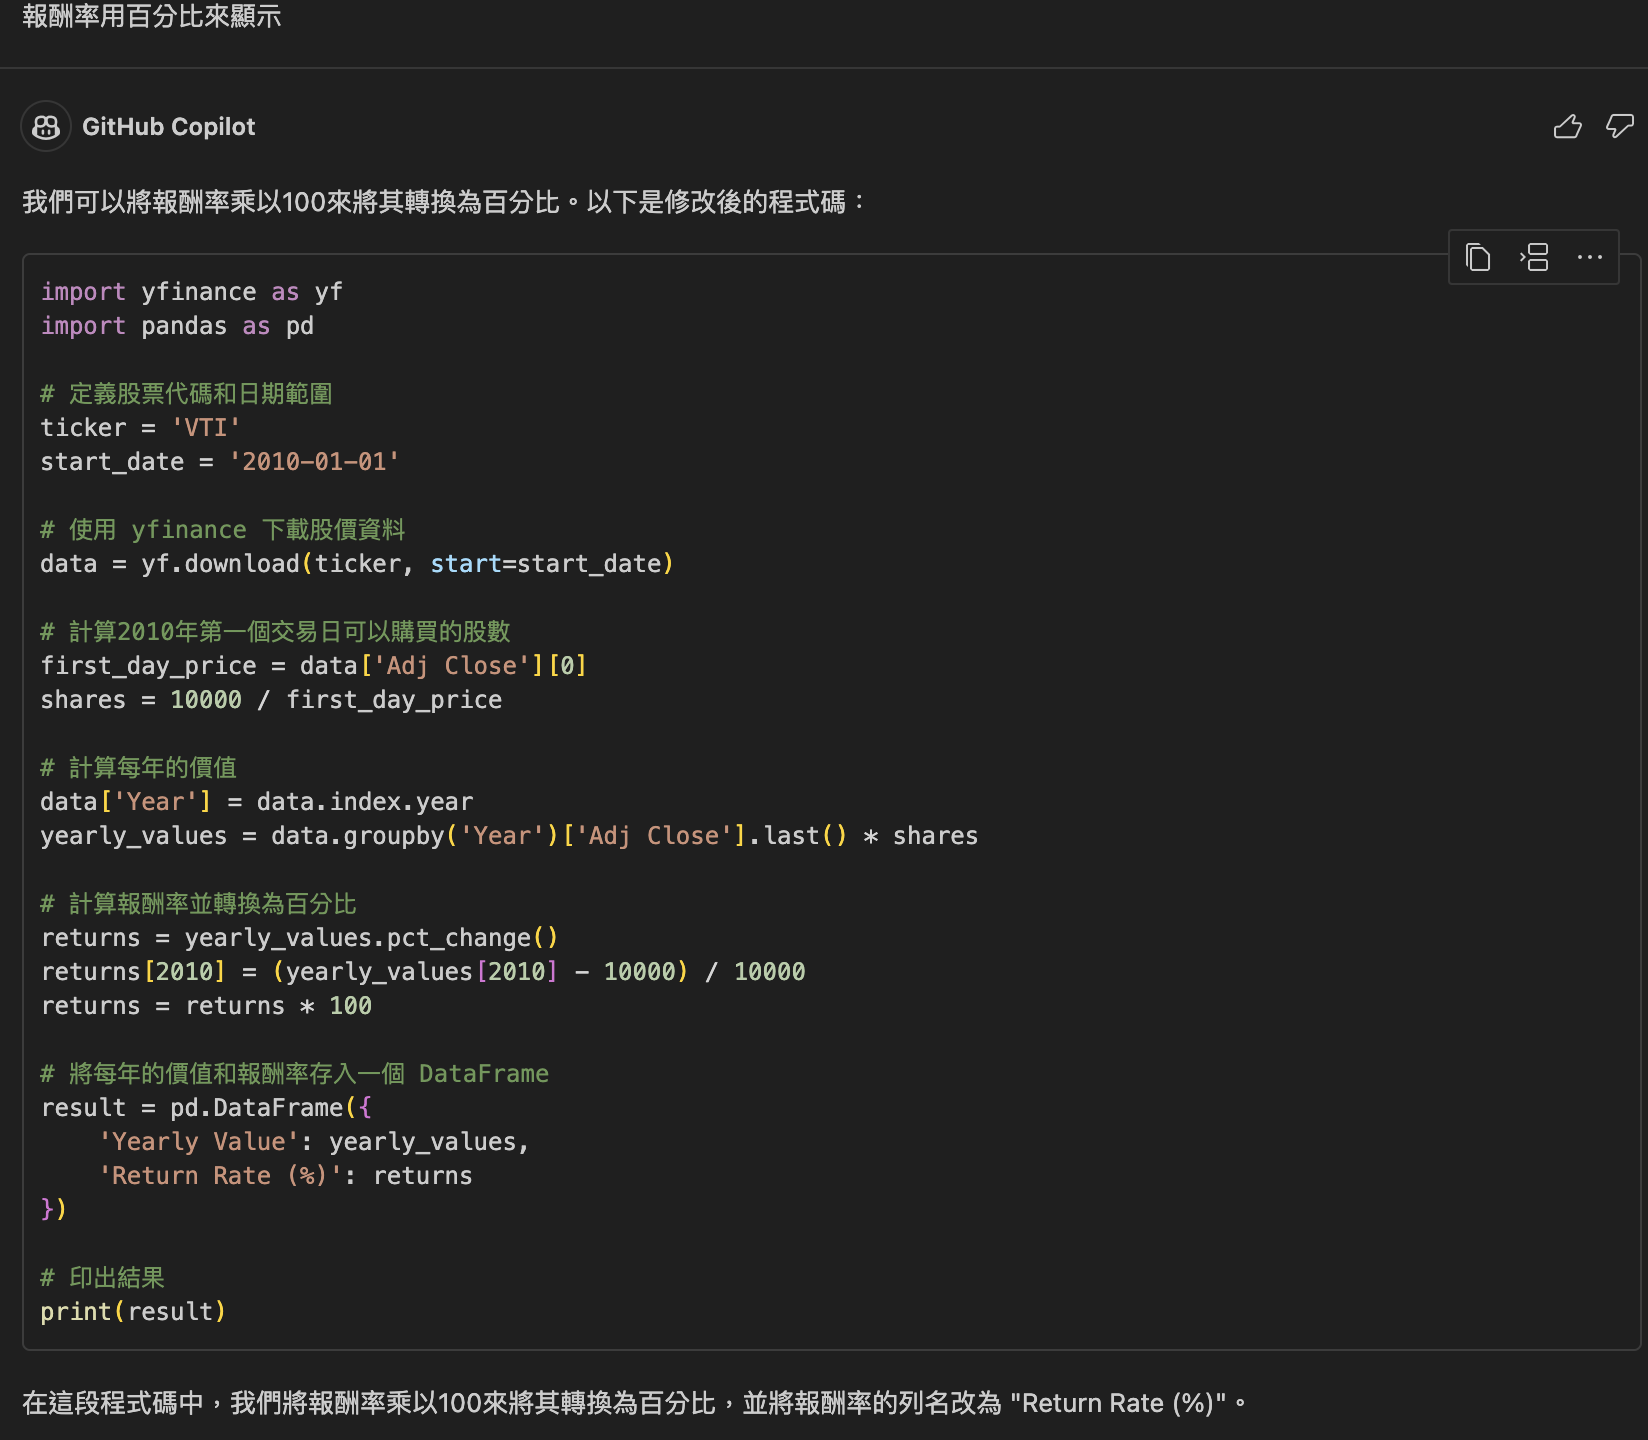 報酬率用百分比來顯示
GitHub Copilot
我們可以將報酬率乘以100來將其轉換為百分比。以下是修改後的程式碼：
import yfinance as yf
import pandas as pd
# 定義股票代碼和日期範圍
ticker = 'VTI'
start_date = '2010-01-01'
# 使用 yfinance 下載股價資料
data = yf.download(ticker, start=start_date)
# 計算2010年第一個交易日可以購買的股數
first_day_price = data['Adj Close'][0]
shares = 10000 / first_day_price
# 計算每年的價值
data['Year'] = data.index.year
yearly_values = data.groupby('Year')['Adj Close'].last() * shares
# 計算報酬率並轉換為百分比
returns = yearly_values.pct_change()
returns[2010] = (yearly_values[2010] - 10000) / 10000
returns = returns * 100
# 將每年的價值和報酬率存入一個 DataFrame
result = pd.DataFrame({
    'Yearly Value': yearly_values,
    'Return Rate (%)': returns
})
# 印出結果
print(result)
在這段程式碼中，我們將報酬率乘以100來將其轉換為百分比，並將報酬率的列名改為 "Return Rate (%)"。